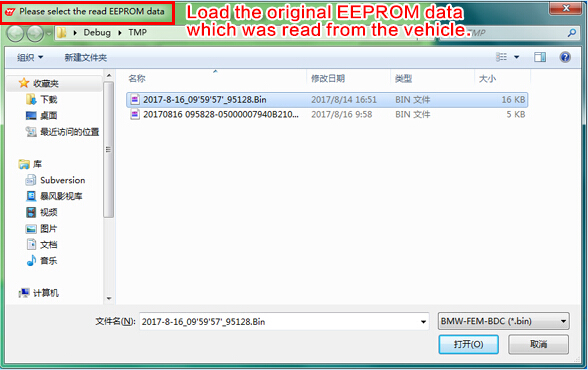 Please select the read EEPROM data
Load the original EEPROM data
which was read from the vehicle.
Debug
TMP
TMP
组织
新建文件夹
名称
修改日期
类型
大小
收藏夹
下载
桌面
最近访问的位置
库
Subversion
暴风影视库
视频
图片
文档
音乐
计算机
2017-8-16_09'59'57'_95128.Bin
2017/8/14 16:51
BIN 文件
16 KB
20170816 095828-05000007940B210...
2017/8/16 9:58
BIN 文件
5 KB
文件名(N):
2017-8-16_09'59'57'_95128.Bin
BMW-FEM-BDC (*.bin)
打开(O)
取消